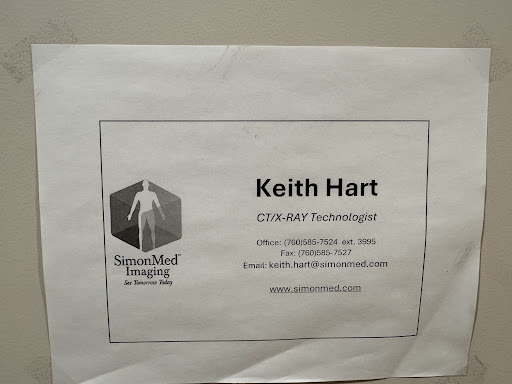 Keith Hart
CT/X-RAY Technologist
Office: (760)585-7524 ext. 3995
Fax: (760)585-7527
Email: keith.hart@simonmed.com
www.simonmed.com
SimonMed™
Imaging
See Tomorrow Today